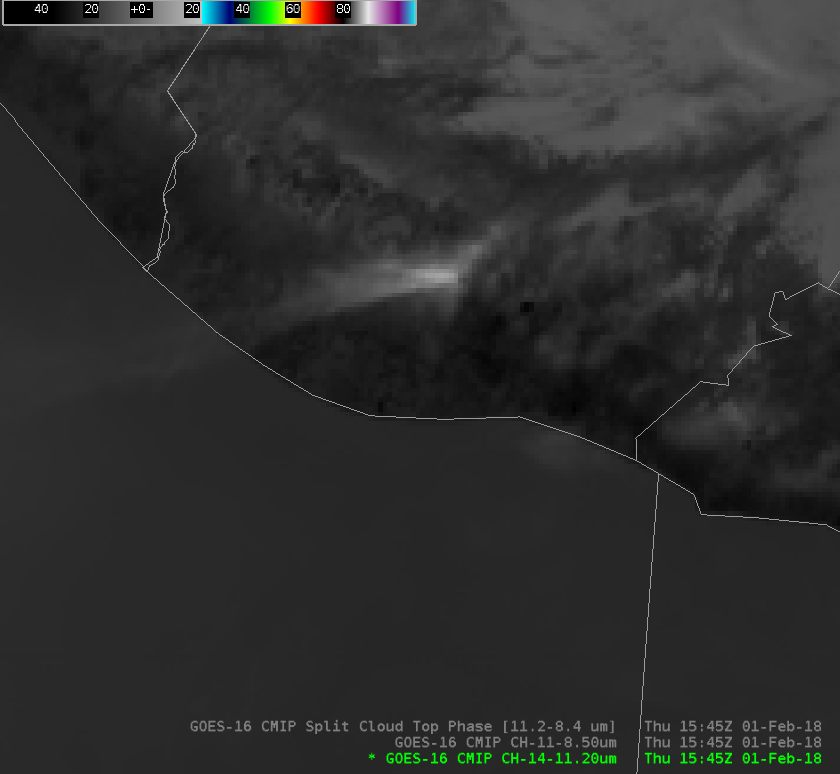 40 20 +0- 20 40 60 80
GOES-16 CMIP Split Cloud Top Phase [11.2-8.4 um] Thu 15:45Z 01-Feb-18
GOES-16 CMIP CH-11-8.50um Thu 15:45Z 01-Feb-18
* GOES-16 CMIP CH-14-11.20um Thu 15:45Z 01-Feb-18